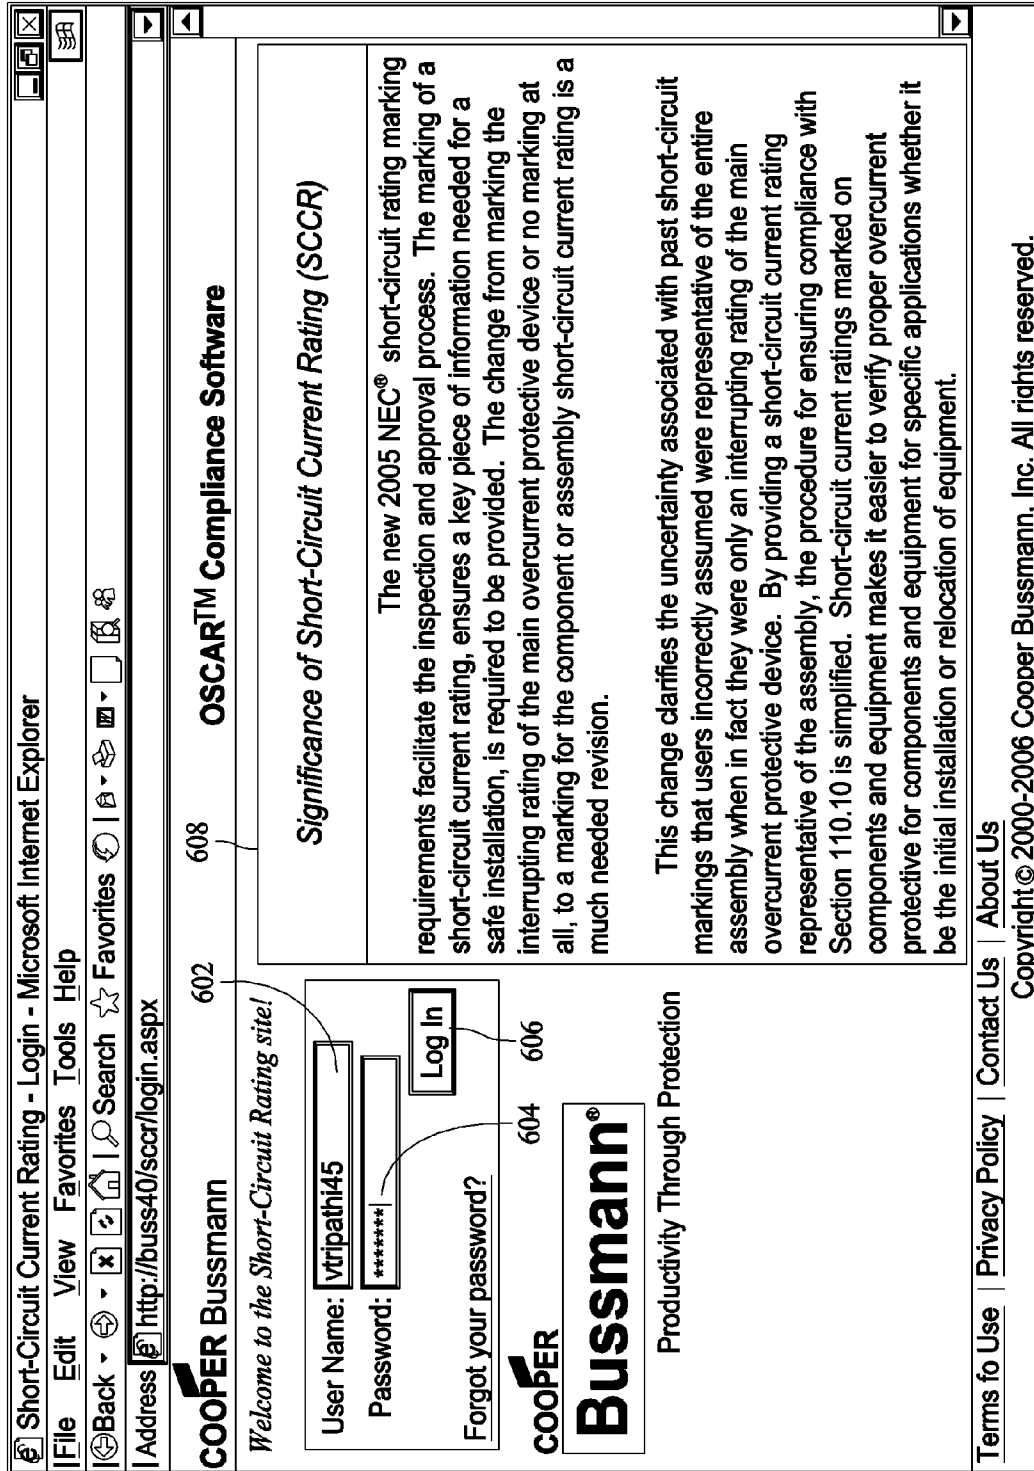 Short-Circuit Current Rating - Login - Microsoft Internet Explorer
File Edit View Favorites Tools Help
Back Search Favorites
Address http://buss40/sccr/login.aspx
COOPER Bussmann
OSCAR™ Compliance Software
Welcome to the Short-Circuit Rating site!
602
608
User Name: vtripathi45
Password: *******
Log In
Forgot your password?
604
606
COOPER
Bussmann®
Productivity Through Protection
Significance of Short-Circuit Current Rating (SCCR)
The new 2005 NEC® short-circuit rating marking
requirements facilitate the inspection and approval process. The marking of a
short-circuit current rating, ensures a key piece of information needed for a
safe installation, is required to be provided. The change from marking the
interrupting rating of the main overcurrent protective device or no marking at
all, to a marking for the component or assembly short-circuit current rating is a
much needed revision.
This change clarifies the uncertainty associated with past short-circuit
markings that users incorrectly assumed were representative of the entire
assembly when in fact they were only an interrupting rating of the main
overcurrent protective device. By providing a short-circuit current rating
representative of the assembly, the procedure for ensuring compliance with
Section 110.10 is simplified. Short-circuit current ratings marked on
components and equipment makes it easier to verify proper overcurrent
protective for components and equipment for specific applications whether it
be the initial installation or relocation of equipment.
Terms fo Use | Privacy Policy | Contact Us | About Us
Copyright © 2000-2006 Cooper Bussmann, Inc. All rights reserved.